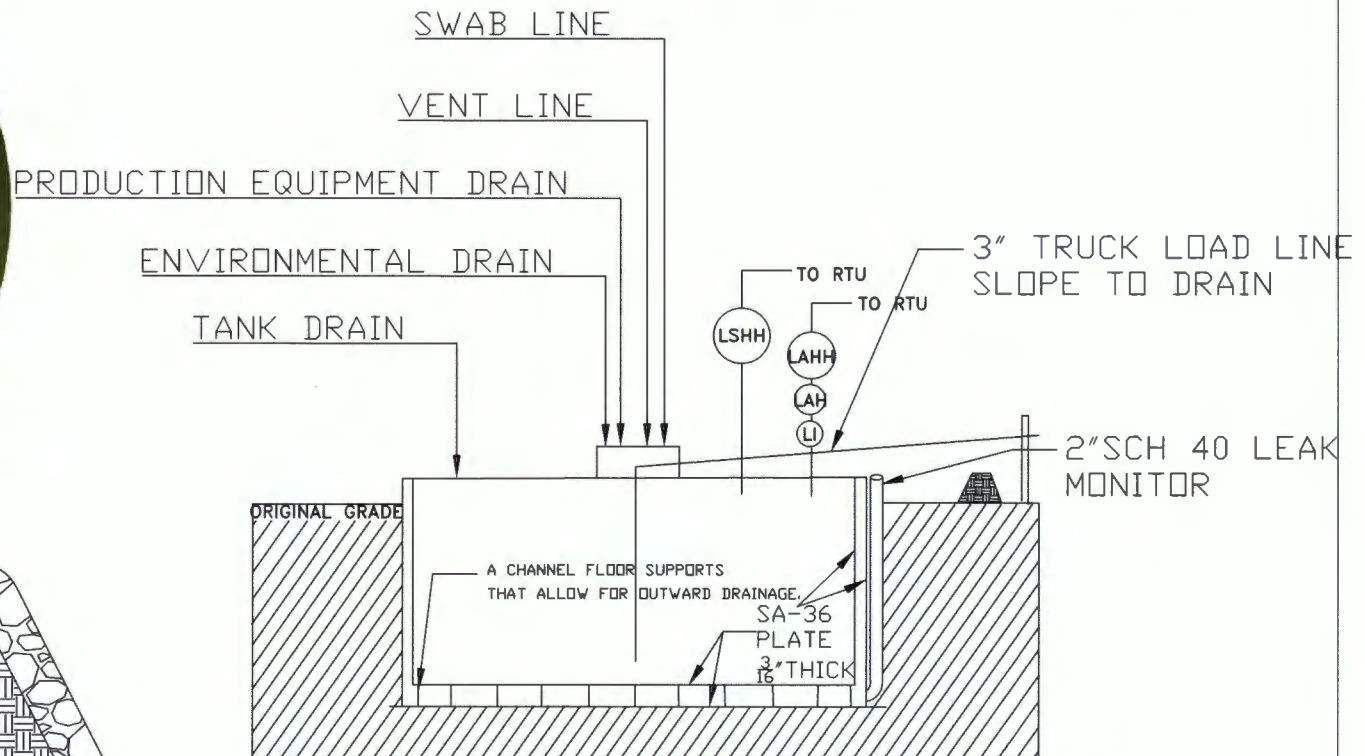 SWAB LINE
VENT LINE
PRODUCTION EQUIPMENT DRAIN
ENVIRONMENTAL DRAIN
TANK DRAIN
TO RTU
TO RTU
3" TRUCK LOAD LINE
SLOPE TO DRAIN
LSHH
LAHH
LAH
LI
2"SCH 40 LEAK
MONITOR
ORIGINAL GRADE
A CHANNEL FLOOR SUPPORTS
THAT ALLOW FOR OUTWARD DRAINAGE.
SA-36
PLATE
3/16"THICK